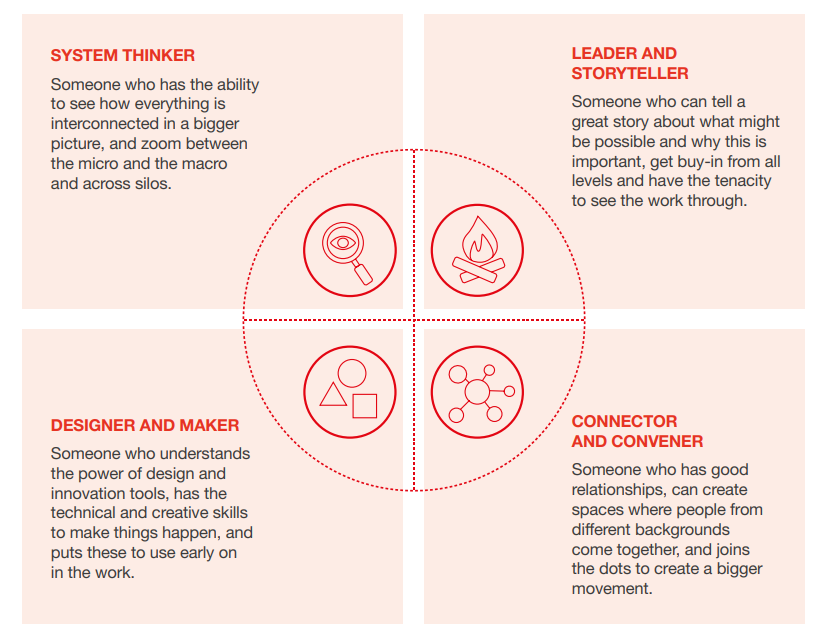 SYSTEM THINKER
Someone who has the ability
to see how everything is
interconnected in a bigger
picture, and zoom between
the micro and the macro
and across silos.
LEADER AND
STORYTELLER
Someone who can tell a
great story about what might
be possible and why this is
important, get buy-in from all
levels and have the tenacity
to see the work through.
DESIGNER AND MAKER
Someone who understands
the power of design and
innovation tools, has the
technical and creative skills
to make things happen, and
puts these to use early on
in the work.
CONNECTOR
AND CONVENER
Someone who has good
relationships, can create
spaces where people from
different backgrounds
come together, and joins
the dots to create a bigger
movement.